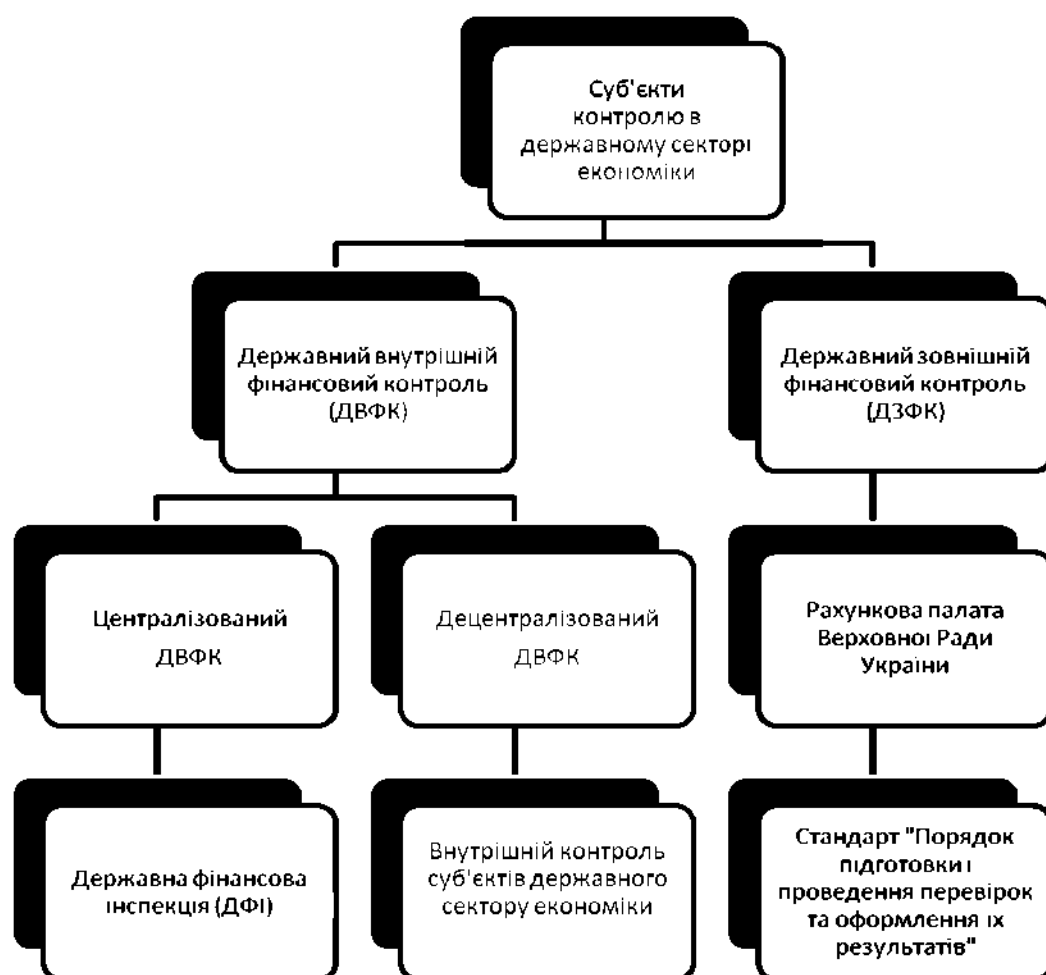 Суб'єкти
контролю в
державному секторі
економіки
Державний внутрішній
фінансовий контроль
(ДВФК)
Державний зовнішній
фінансовий контроль
(ДЗФК)
Централізований
ДВФК
Децентралізований
ДВФК
Рахункова палата
Верховної Ради
України
Державна фінансова
інспекція (ДФІ)
Внутрішній контроль
суб'єктів державного
сектору економіки
Стандарт "Порядок
підготовки і
проведення перевірок
та оформлення їх
результатів"